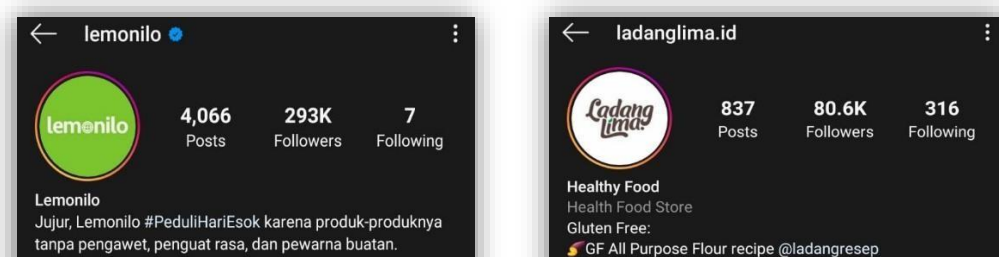 lemonilo
lemonilo
4,066 293K 7
Posts Followers Following
Lemonilo
Jujur, Lemonilo #PeduliHariEsok karena produk-produknya
tanpa pengawet, penguat rasa, dan pewarna buatan.
ladanglima.id
Ladang
lima
837 80.6K 316
Posts Followers Following
Healthy Food
Health Food Store
Gluten Free:
GF All Purpose Flour recipe @ladangresep